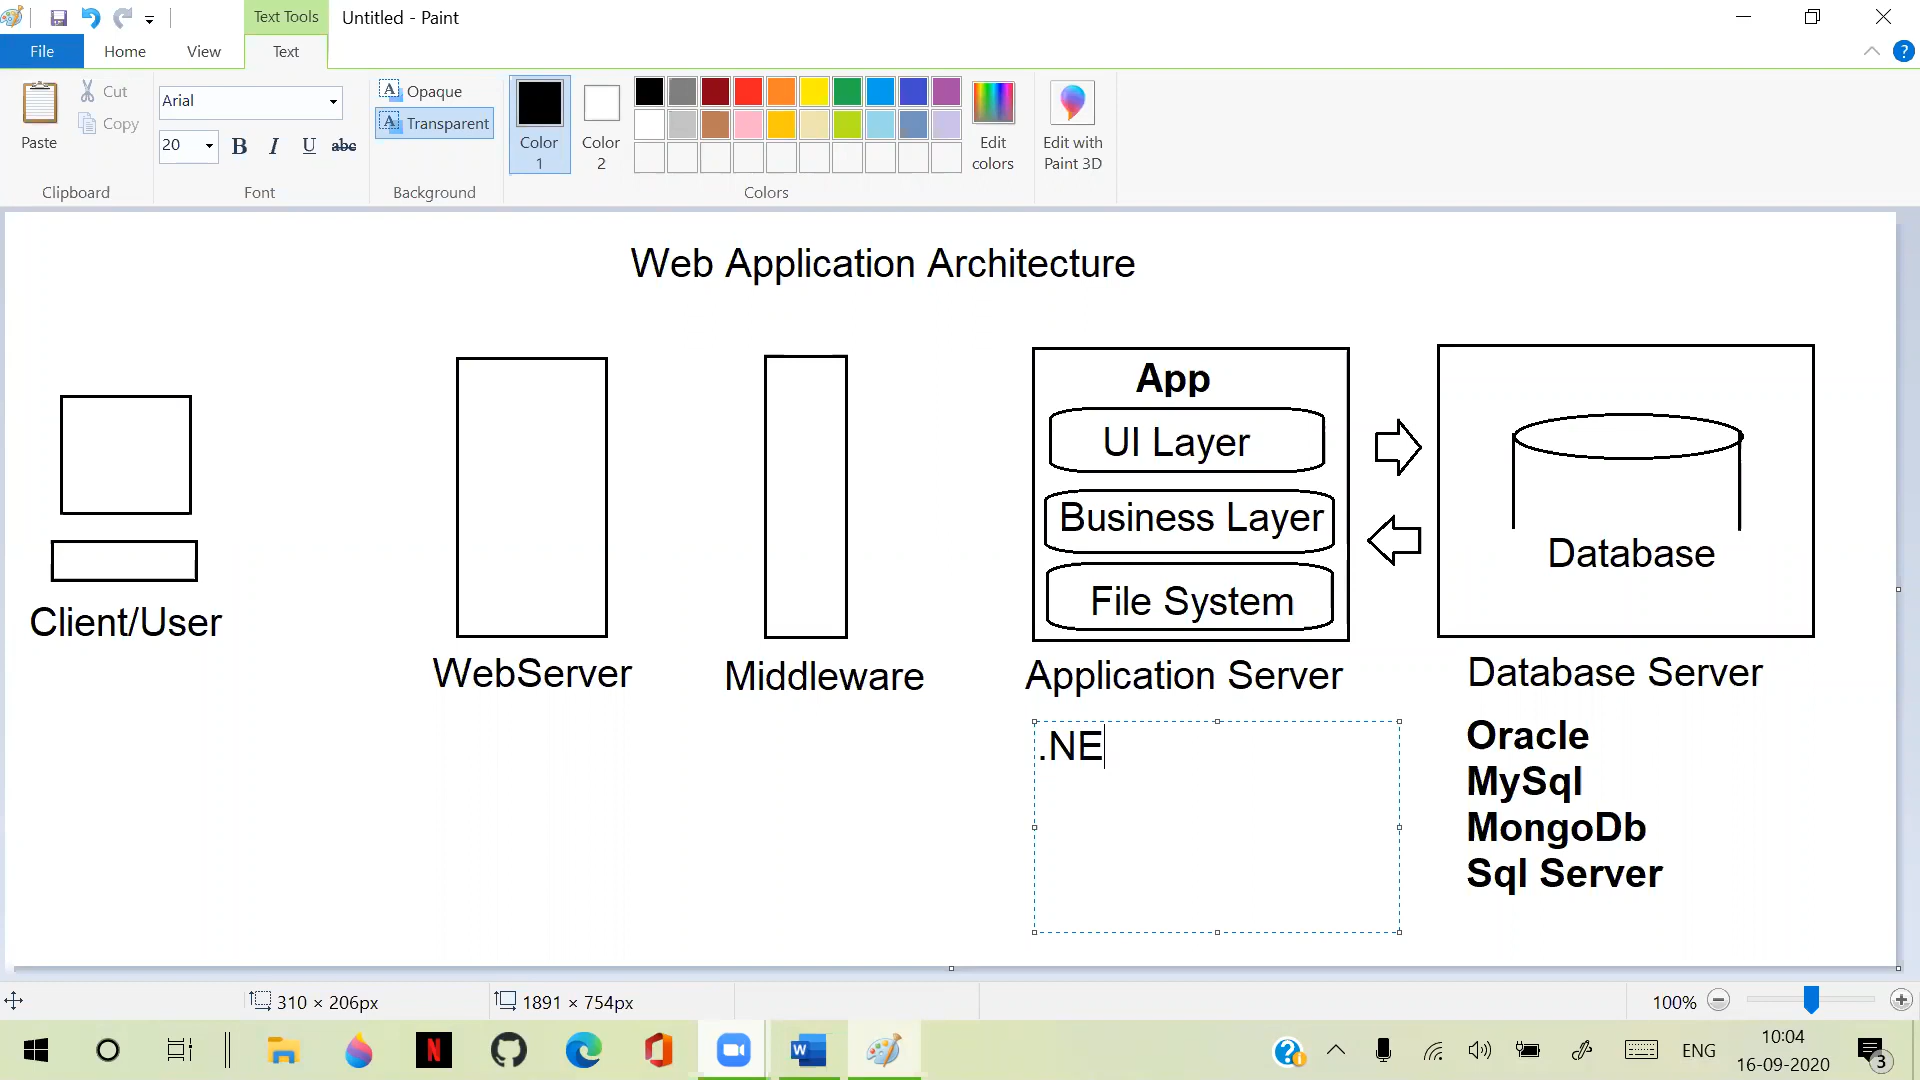 Text Tools
Untitled - Paint
File
Home
View
Text
Paste
Cut
Copy
Clipboard
Arial
20
B
I
U
abc
Font
A Opaque
A Transparent
Background
Color 1
Color 2
Edit colors
Colors
Edit with Paint 3D
Web Application Architecture
Client/User
WebServer
Middleware
App
UI Layer
Business Layer
File System
Application Server
Database
Database Server
.NE
Oracle
MySql
MongoDb
Sql Server
310 × 206px
1891 × 754px
100%
N
W
ENG
10:04
16-09-2020
3